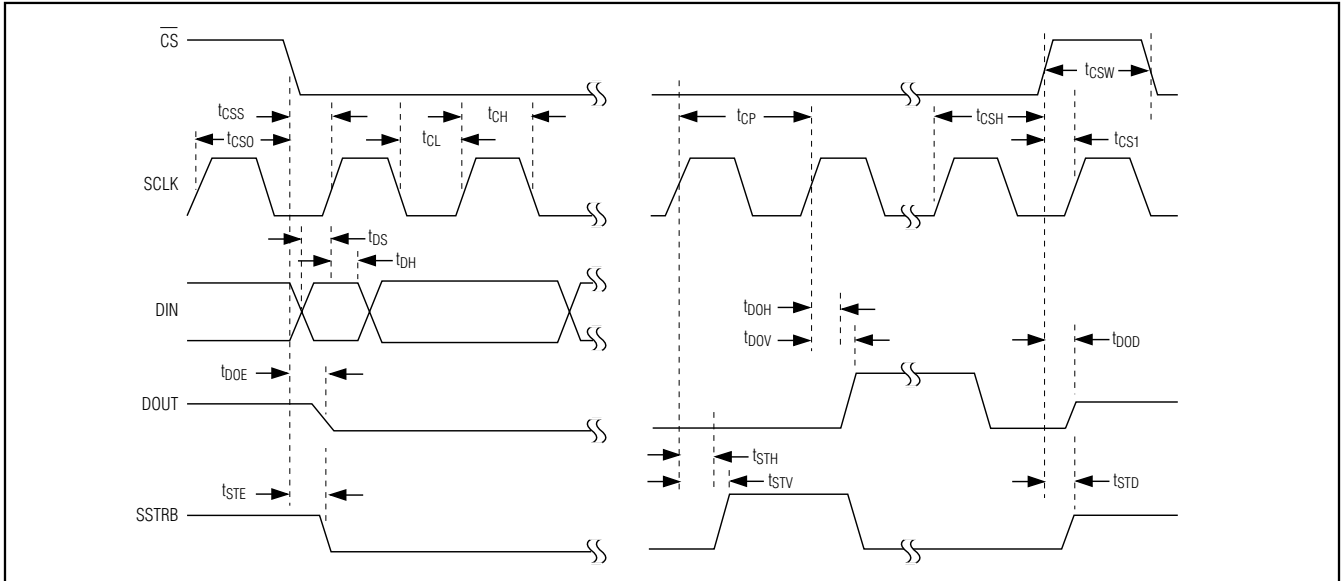 CS
tCSW
tCSS
tCH
tCP
tCSH
tCSO
tCL
tCS1
SCLK
tDS
tDH
DIN
tDOH
tDOV
tDOD
tDOE
DOUT
tSTH
tSTE
tSTV
tSTD
SSTRB